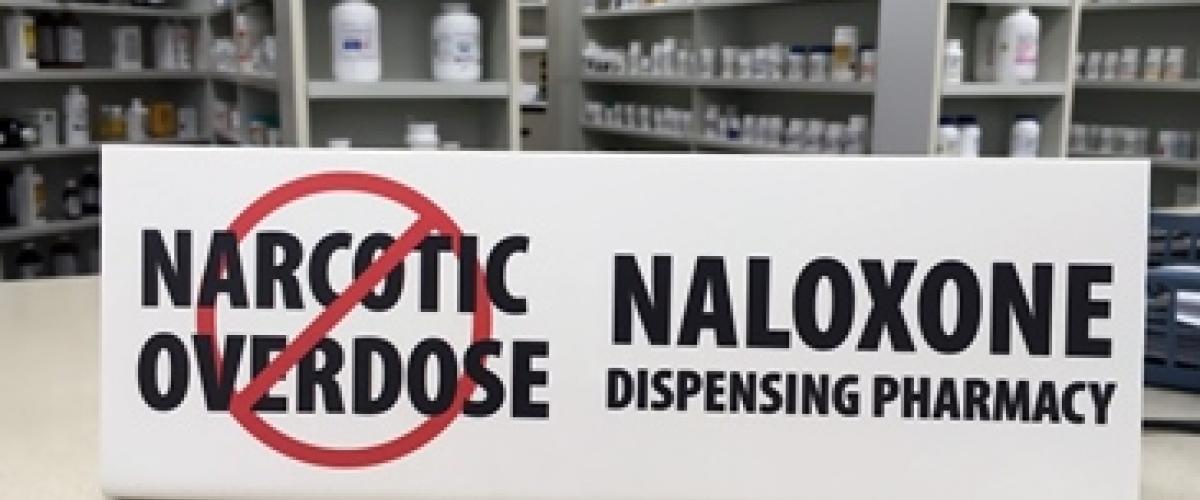 NARCOTIC
OVERDOSE
NALOXONE
DISPENSING PHARMACY